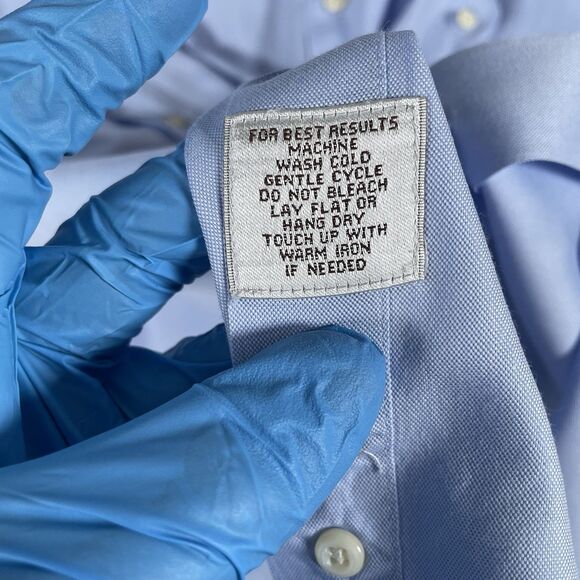 FOR BEST RESULTS
MACHINE
WASH COLD
GENTLE CYCLE
DO NOT BLEACH
LAY FLAT OR
HANG DRY
TOUCH UP WITH
WARM IRON
IF NEEDED